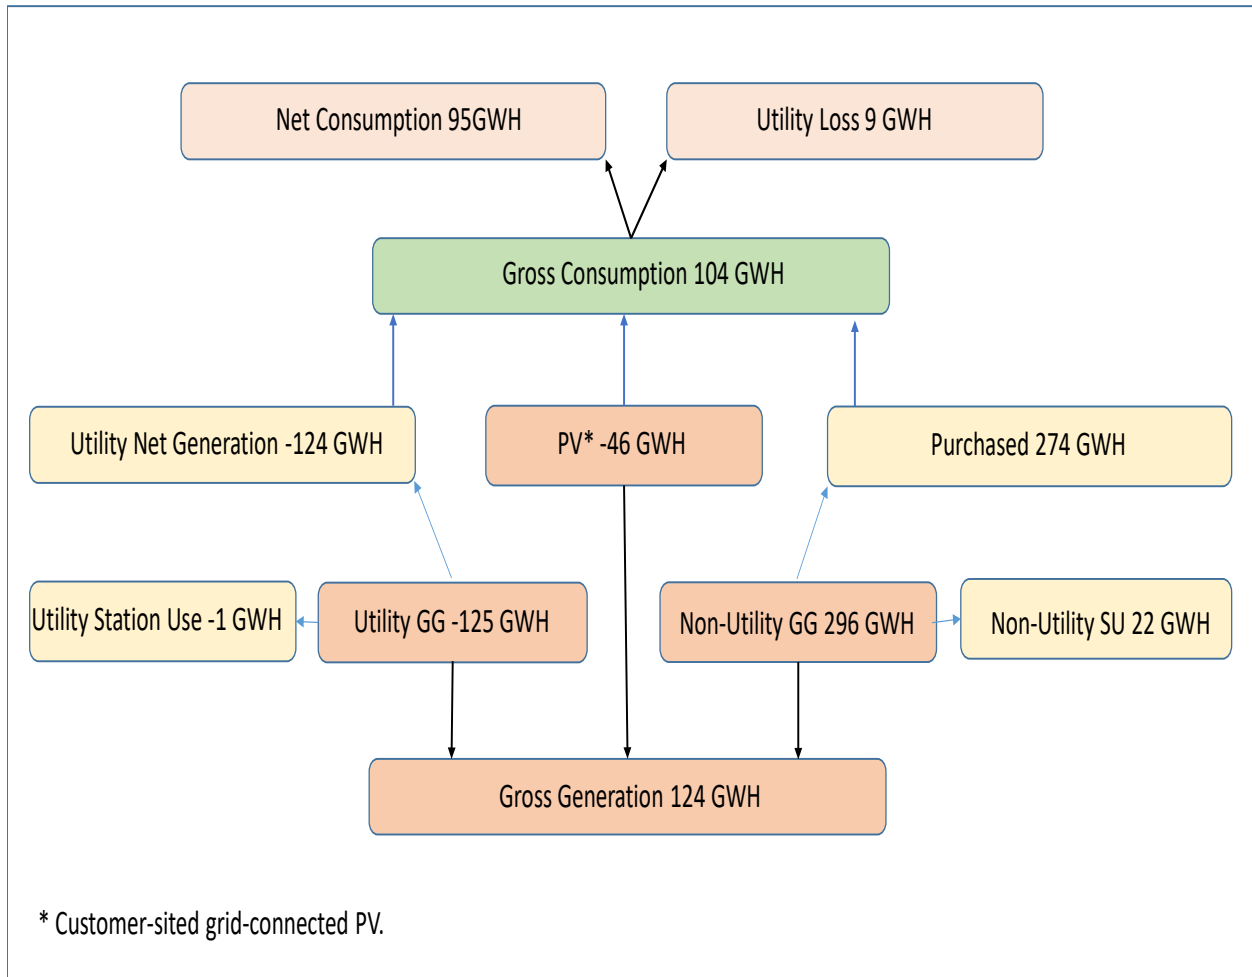 Net Consumption 95GWH
Utility Loss 9 GWH
Gross Consumption 104 GWH
Utility Net Generation -124 GWH
PV* -46 GWH
Purchased 274 GWH
Utility Station Use -1 GWH
Utility GG -125 GWH
Non-Utility GG 296 GWH
Non-Utility SU 22 GWH
Gross Generation 124 GWH
* Customer-sited grid-connected PV.